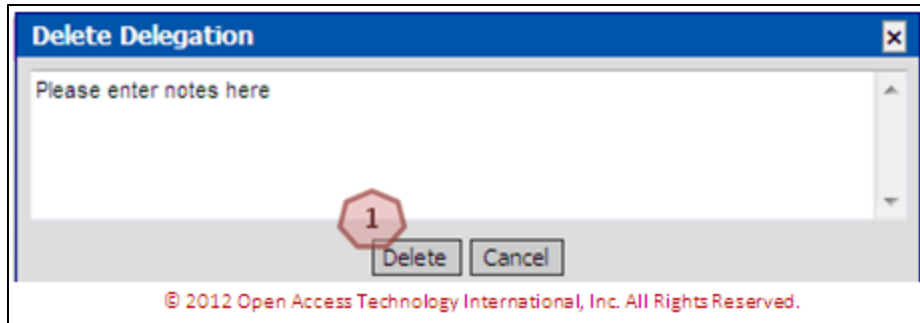 Delete Delegation
Please enter notes here
1
Delete Cancel
© 2012 Open Access Technology International, Inc. All Rights Reserved.